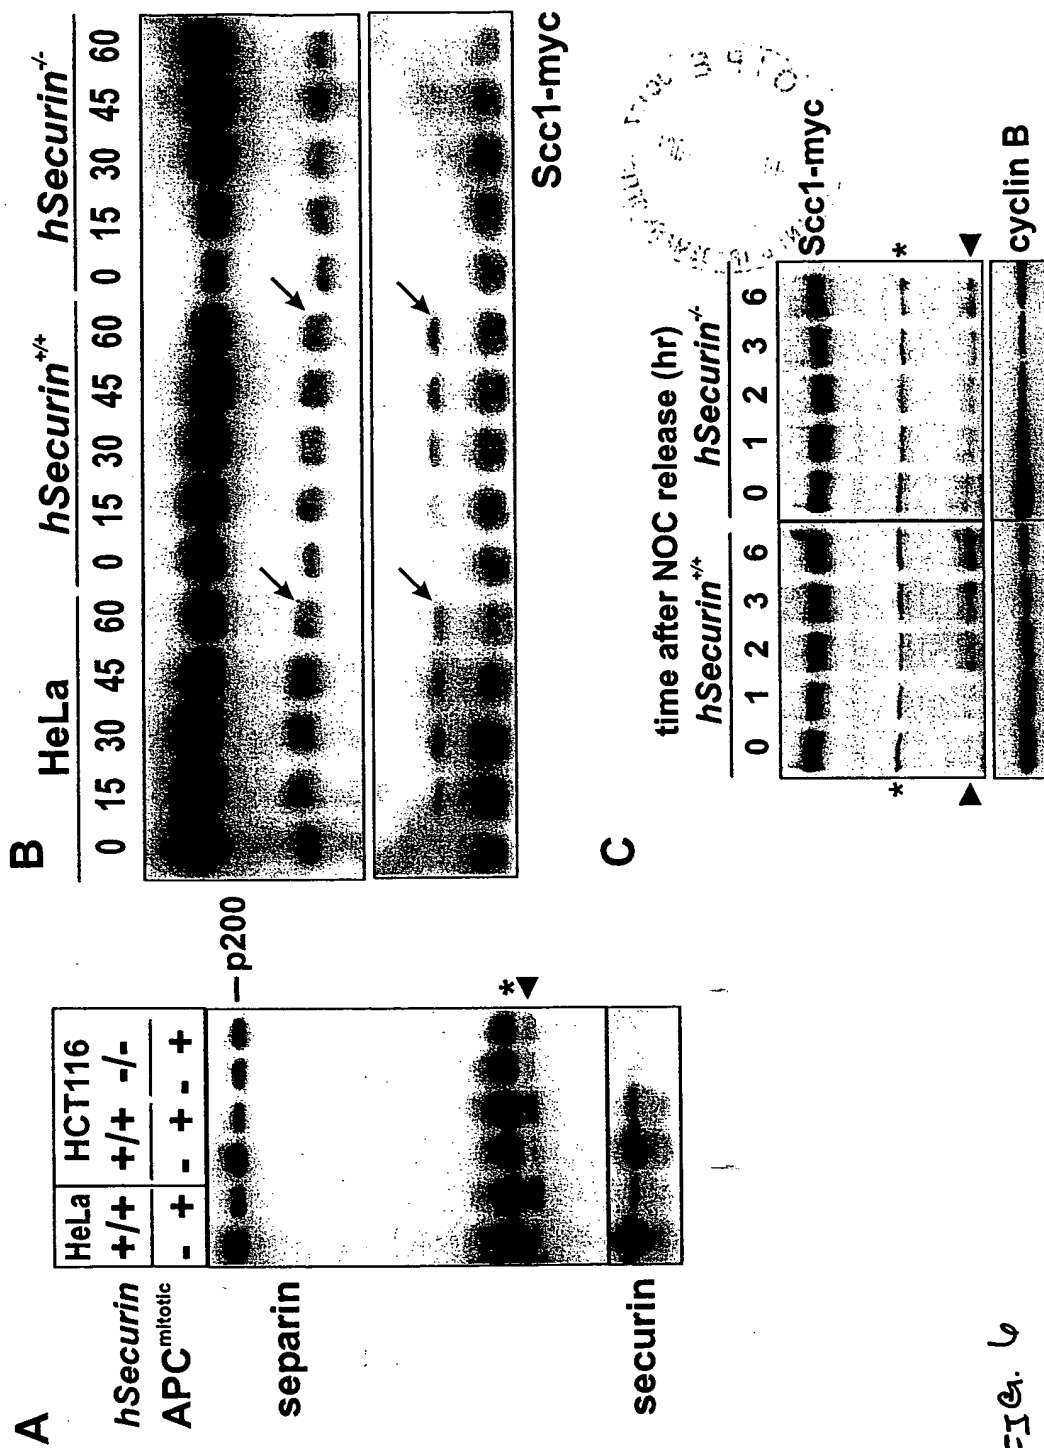 A
hSecurin
APCmitotic
HeLa HCT116
+/+ +/+ -/-
- + - + - +
separin
p200
*
securin
B
HeLa hSecurin+/+ hSecurin-/-
0 15 30 45 60 0 15 30 45 60 0 15 30 45 60
Scc1-myc
C
time after NOC release (hr)
hSecurin+/+ hSecurin-/-
0 1 2 3 6 0 1 2 3 6
Scc1-myc
* *
cyclin B
FIG. 6